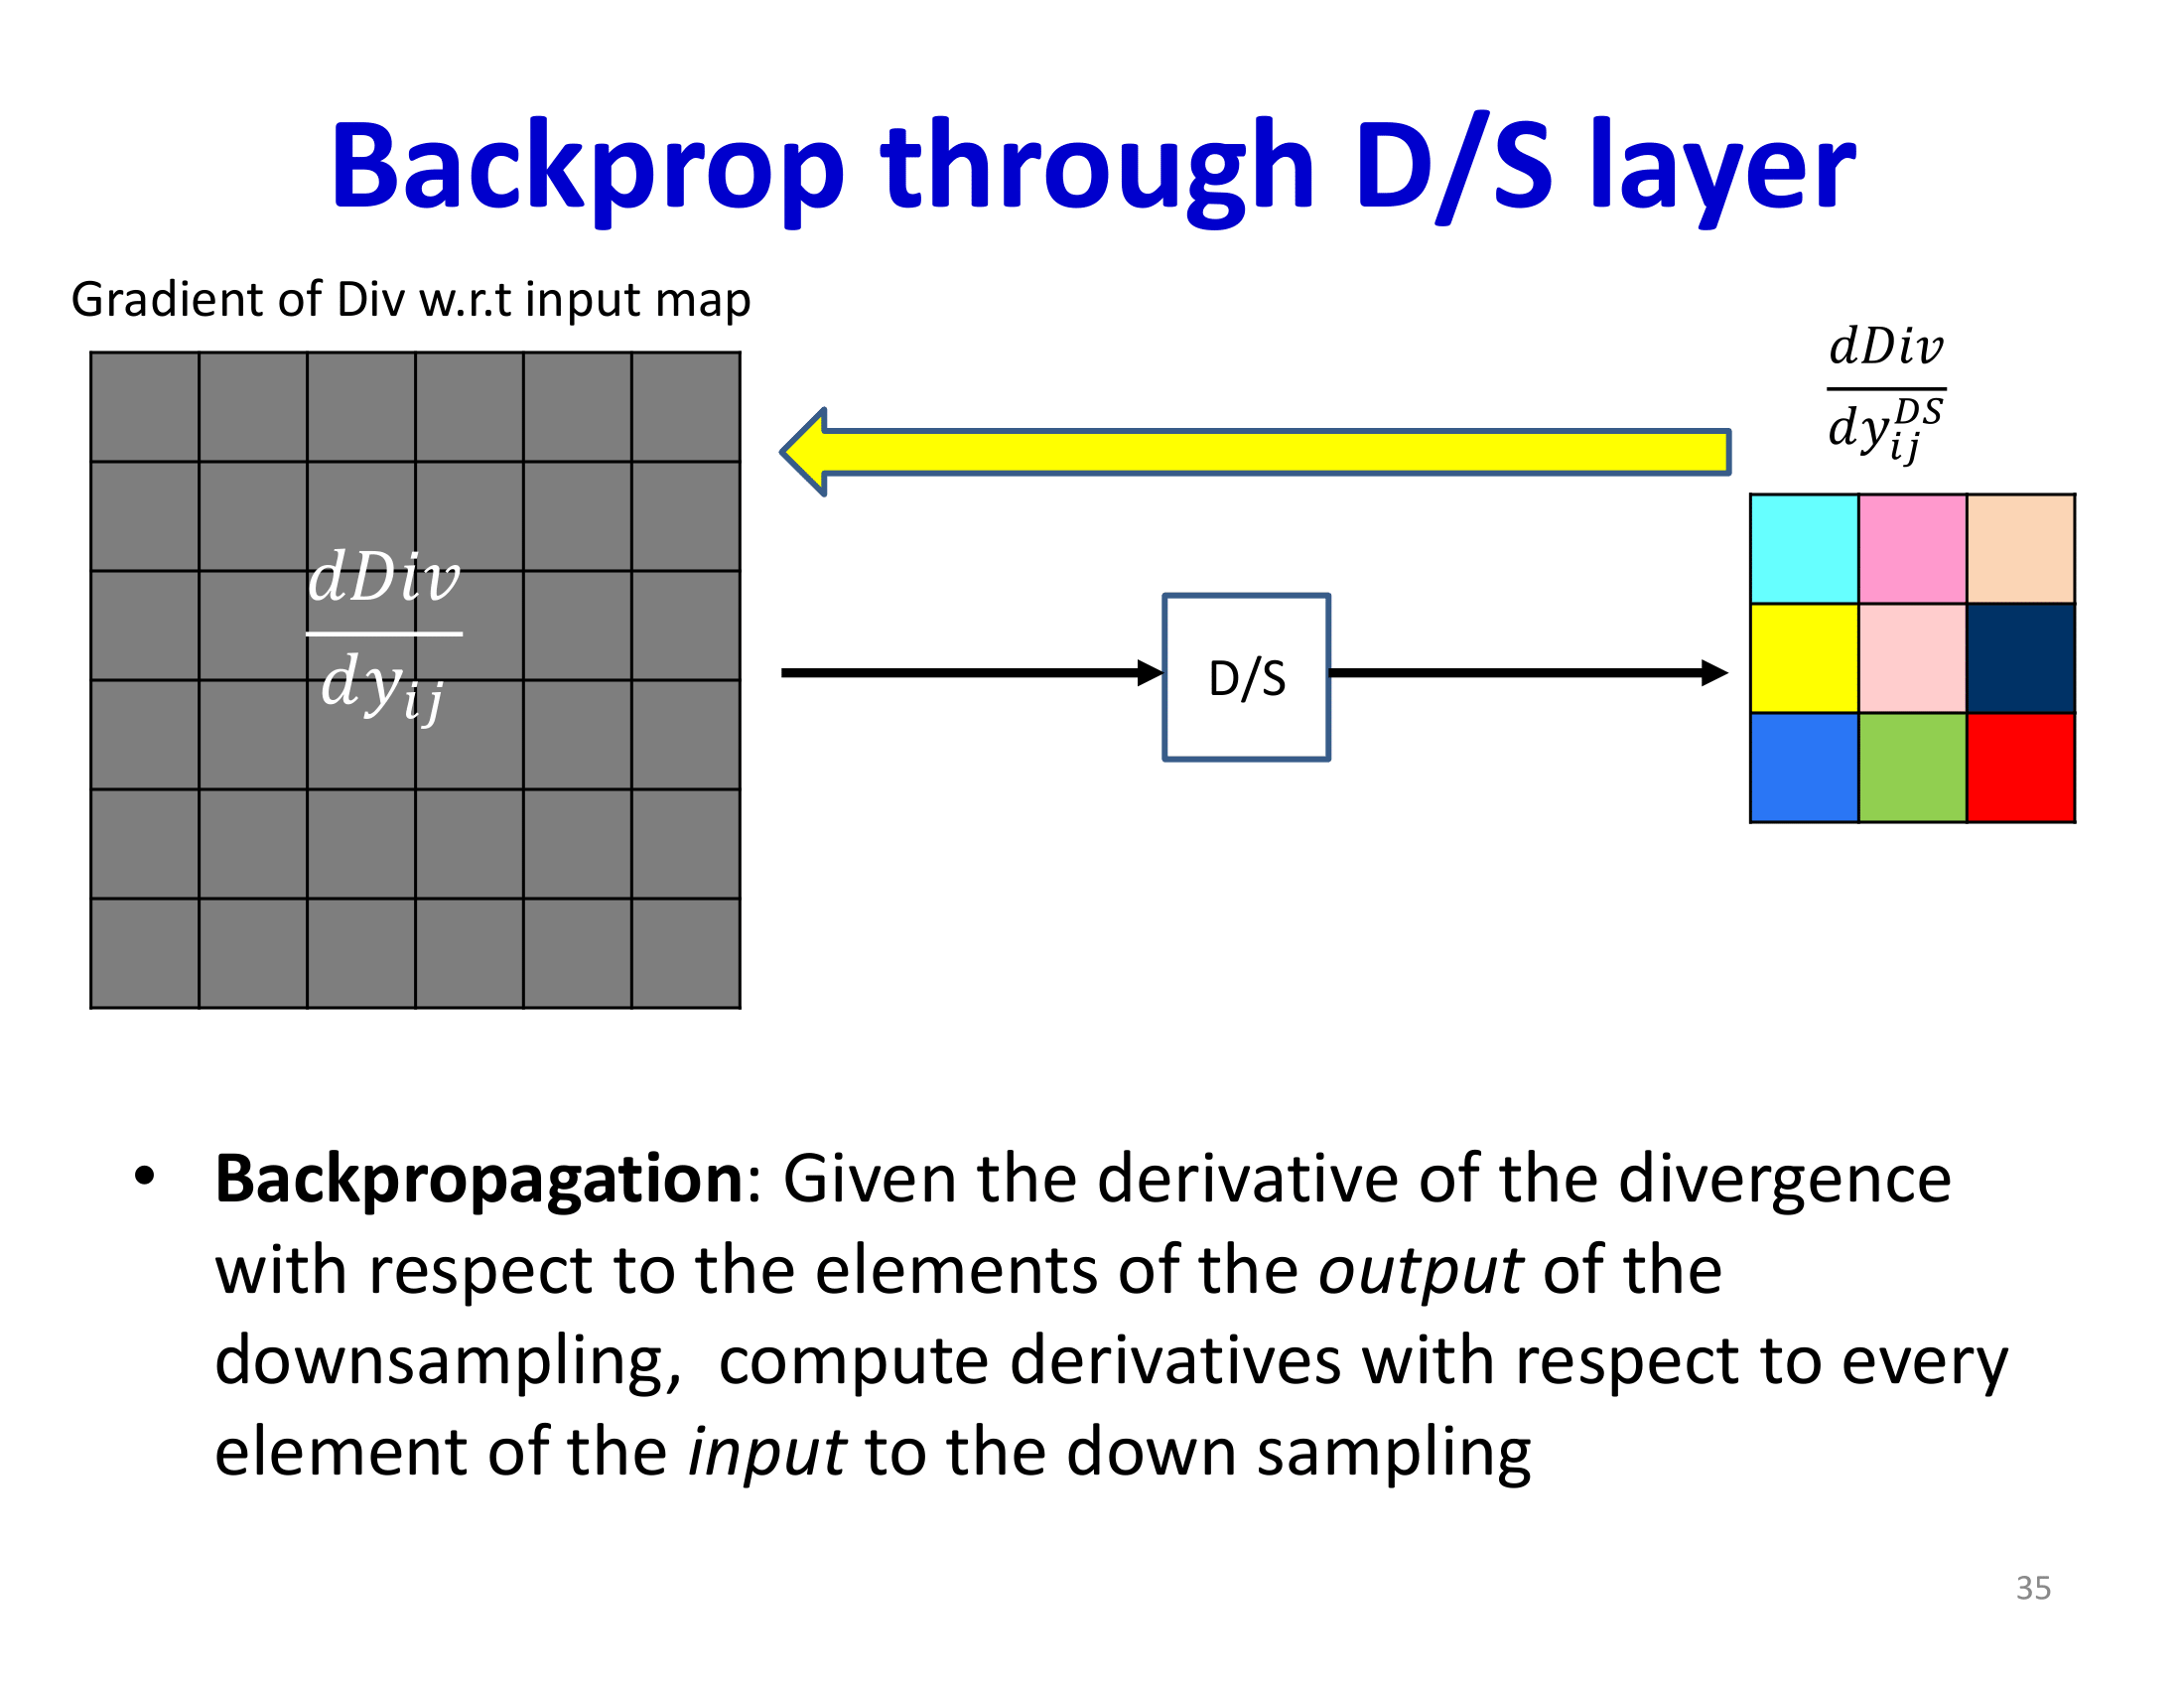 Backprop through D/S layer
Gradient of Div w.r.t input map
dDiv
dy_{ij}^{DS}
dDiv
dy_{ij}
D/S
• Backpropagation: Given the derivative of the divergence
with respect to the elements of the output of the
downsampling, compute derivatives with respect to every
element of the input to the down sampling
35